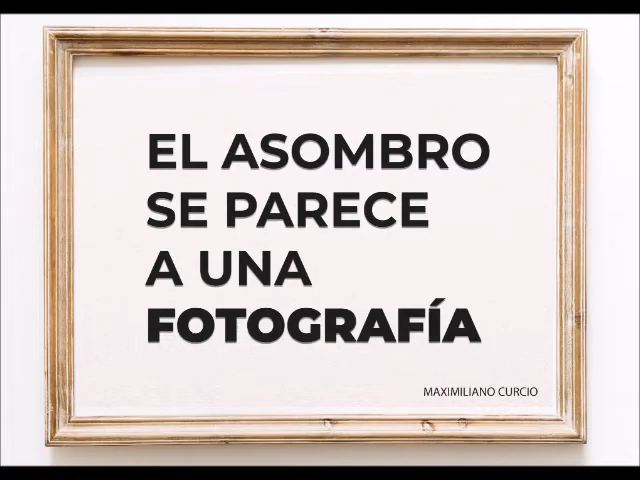 EL ASOMBRO
SE PARECE
A UNA
FOTOGRAFÍA
MAXIMILIANO CURCIO